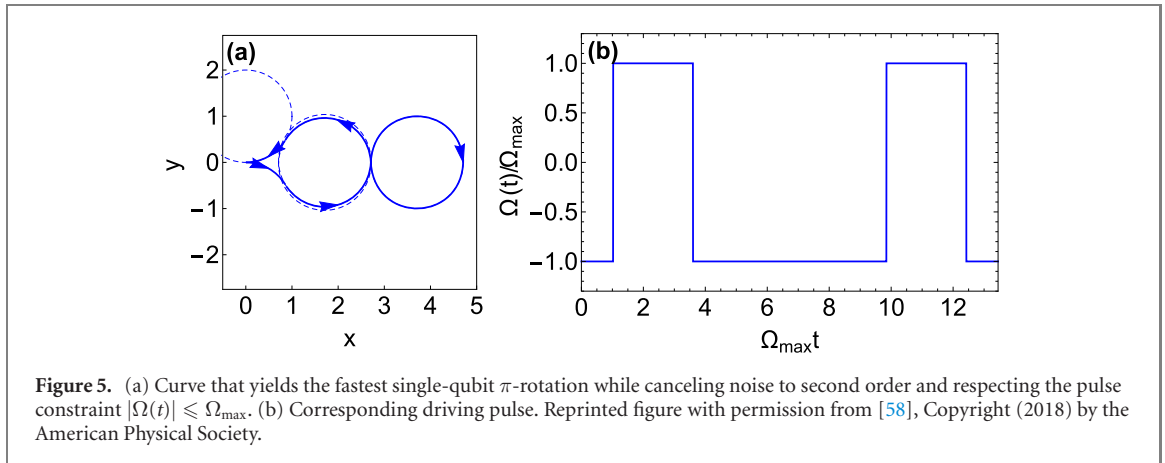 (a)
2
1
0
−1
−2
y
0 1 2 3 4 5
x
(b)
1.0
0.5
0.0
−0.5
−1.0
Ω(t)/Ωmax
0 2 4 6 8 10 12
Ωmaxt
Figure 5. (a) Curve that yields the fastest single-qubit π-rotation while canceling noise to second order and respecting the pulse
constraint |Ω(t)| ⩽ Ωmax. (b) Corresponding driving pulse. Reprinted figure with permission from [58], Copyright (2018) by the
American Physical Society.